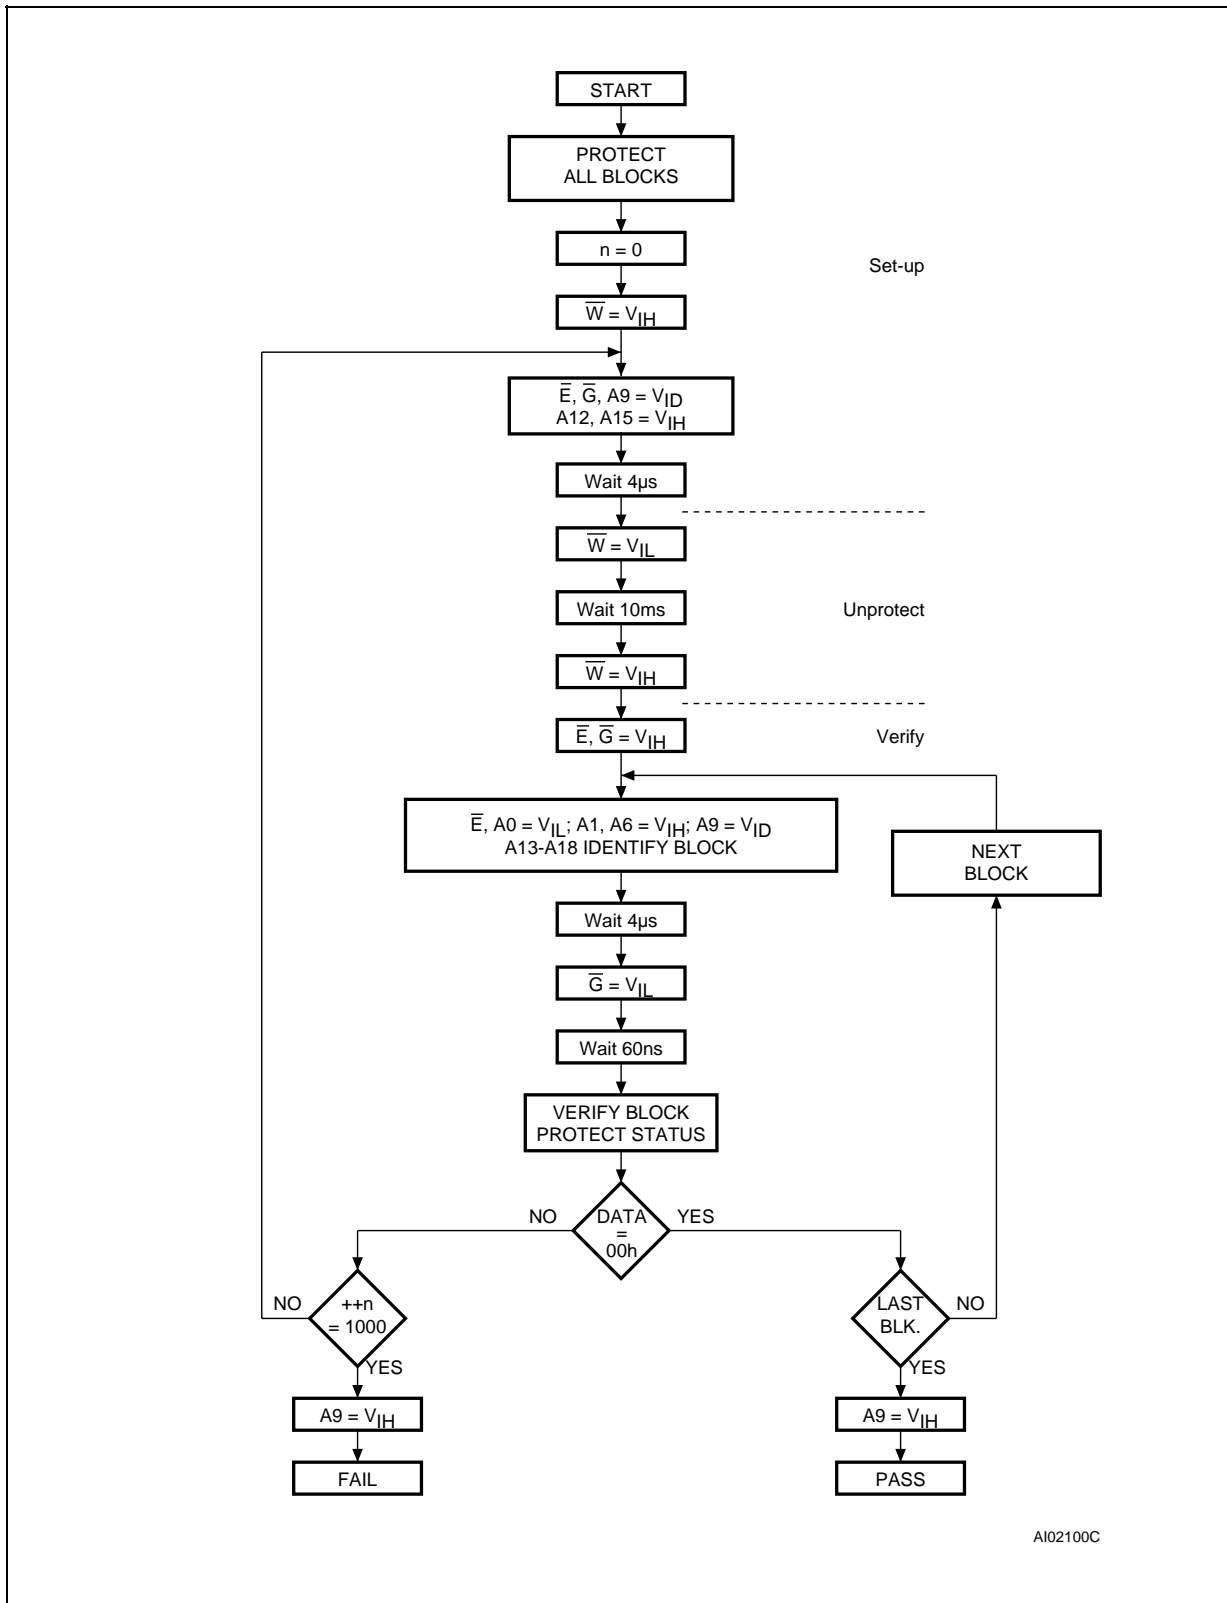 START
PROTECT
ALL BLOCKS
n = 0
Set-up
W̅ = VIH
E̅, G̅, A9 = VID
A12, A15 = VIH
Wait 4µs
W̅ = VIL
Wait 10ms
Unprotect
W̅ = VIH
E̅, G̅ = VIH
Verify
E̅, A0 = VIL; A1, A6 = VIH; A9 = VID
A13-A18 IDENTIFY BLOCK
NEXT
BLOCK
Wait 4µs
G̅ = VIL
Wait 60ns
VERIFY BLOCK
PROTECT STATUS
NO
DATA
=
00h
YES
NO
++n
= 1000
YES
LAST
BLK.
NO
YES
A9 = VIH
A9 = VIH
FAIL
PASS
AI02100C